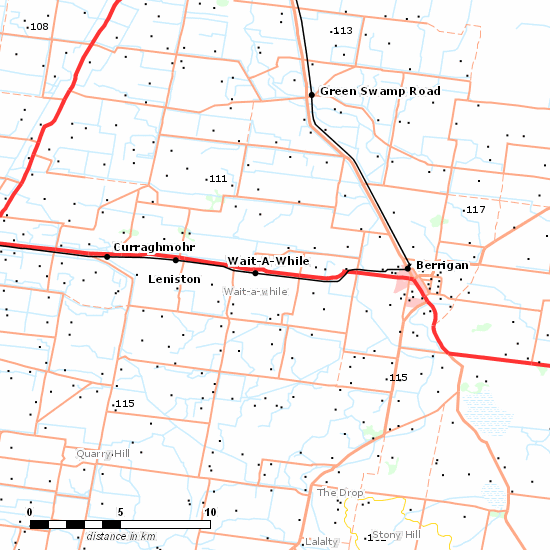 108
113
Green Swamp Road
111
117
Curraghmohr
Wait-A-While
Berrigan
Leniston
Wait-a-while
115
115
Quarry Hill
The Drop
0 5 10
distance in km
Stony Hill
Lalalty